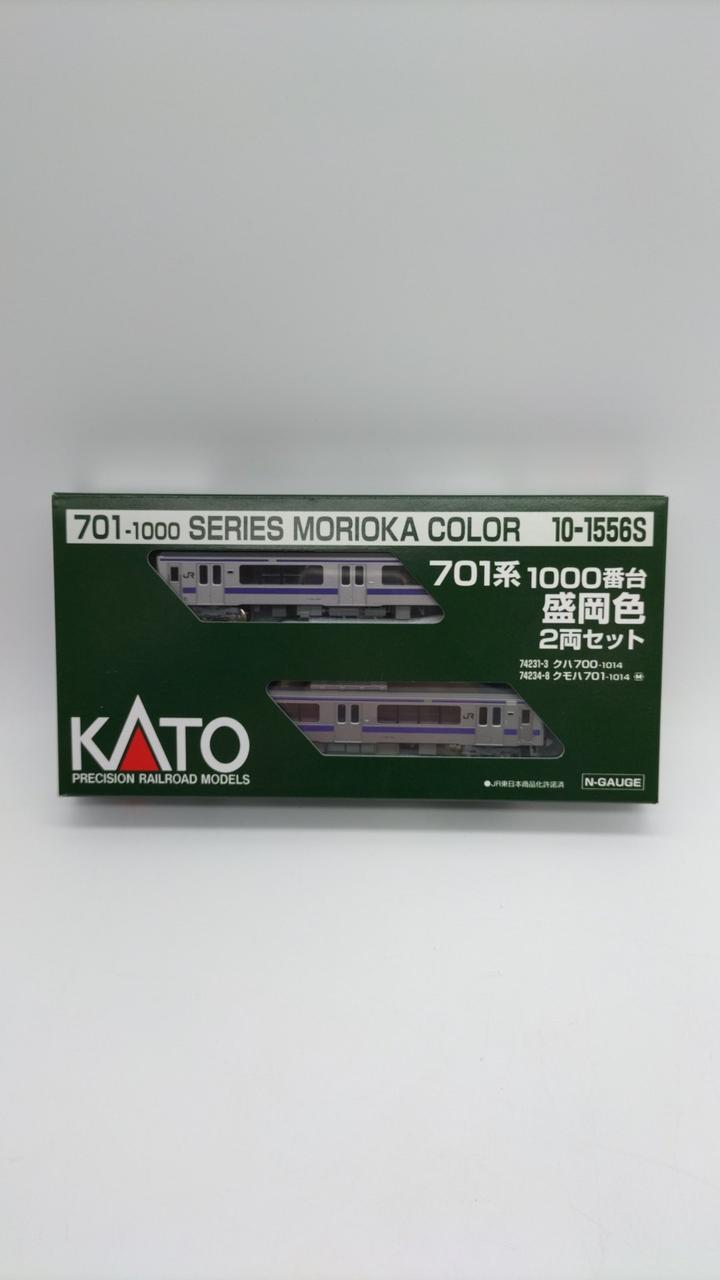 701-1000 SERIES MORIOKA COLOR 10-1556S
701系 1000番台
盛岡色
2両セット
74231-3 クハ700-1014
74234-8 クモハ701-1014 M
JR
JR
KATO
PRECISION RAILROAD MODELS
●JR東日本商品化許諾済
N-GAUGE